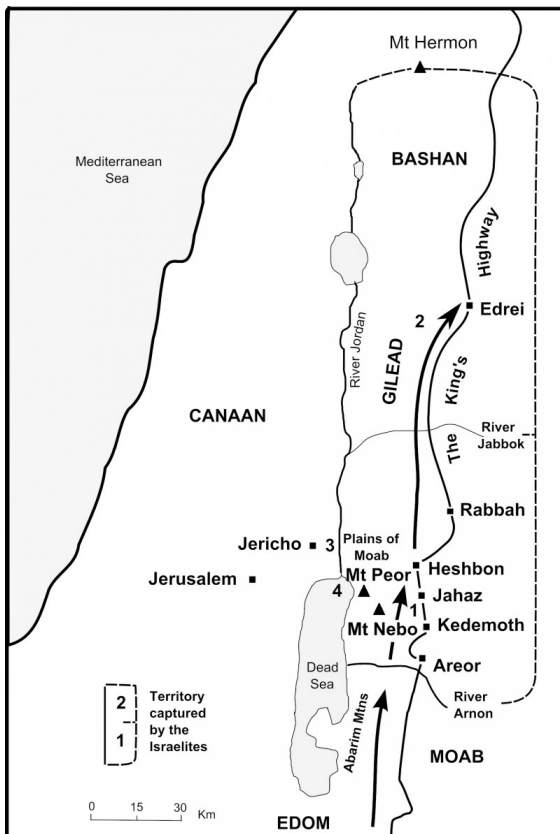 Mt Hermon
Mediterranean
Sea
BASHAN
Highway
Edrei
2
River Jordan
GILEAD
King's
CANAAN
The
River
Jabbok
Rabbah
Plains of
Moab
Jericho
3
Heshbon
Mt Peor
Jerusalem
4
Jahaz
1
Mt Nebo
Kedemoth
Areor
Dead
Sea
River
Arnon
Abarim Mtns
2
1
Territory
captured
by the
Israelites
MOAB
0 15 30
Km
EDOM